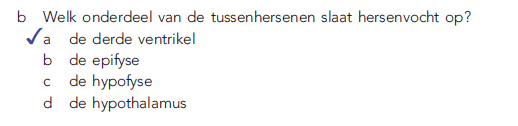 b Welk onderdeel van de tussenhersenen slaat hersenvocht op?
✓a de derde ventrikel
b de epifyse
c de hypofyse
d de hypothalamus